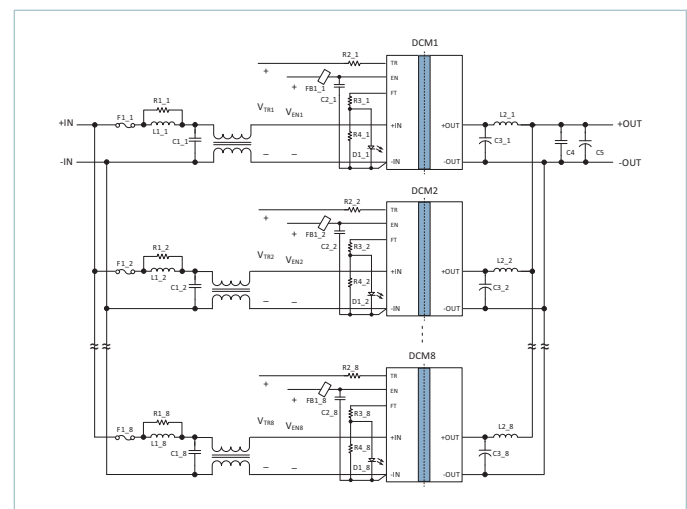 DCM1
R2_1
TR
+
EN
+
FB1_1
FT
C2_1
R3_1
R1_1
VTR1
VEN1
F1_1
+IN
L1_1
+IN
+OUT
L2_1
+OUT
C1_1
R4_1
C3_1
C4
C5
D1_1
-IN
–
–
-IN
-OUT
-OUT
DCM2
R2_2
TR
+
EN
+
FB1_2
FT
C2_2
R3_2
R1_2
VTR2
VEN2
F1_2
L1_2
+IN
+OUT
L2_2
C1_2
R4_2
C3_2
D1_2
–
–
-IN
-OUT
DCM8
R2_8
TR
+
EN
+
FB1_8
FT
C2_8
R3_8
R1_8
VTR8
VEN8
F1_8
L1_8
+IN
+OUT
L2_8
C1_8
R4_8
C3_8
D1_8
–
–
-IN
-OUT